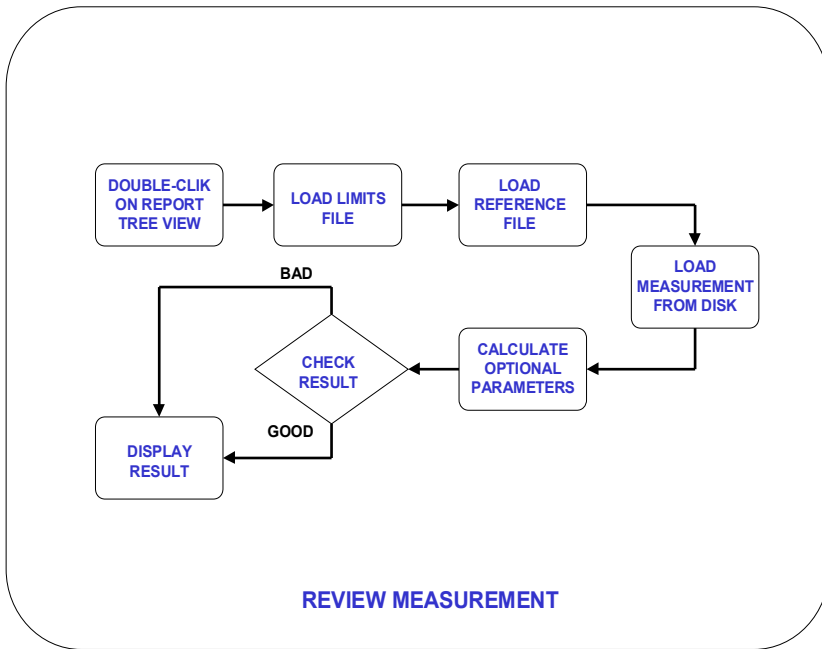 DOUBLE-CLIK
ON REPORT
TREE VIEW
LOAD LIMITS
FILE
LOAD
REFERENCE
FILE
LOAD
MEASUREMENT
FROM DISK
CALCULATE
OPTIONAL
PARAMETERS
CHECK
RESULT
BAD
GOOD
DISPLAY
RESULT
REVIEW MEASUREMENT